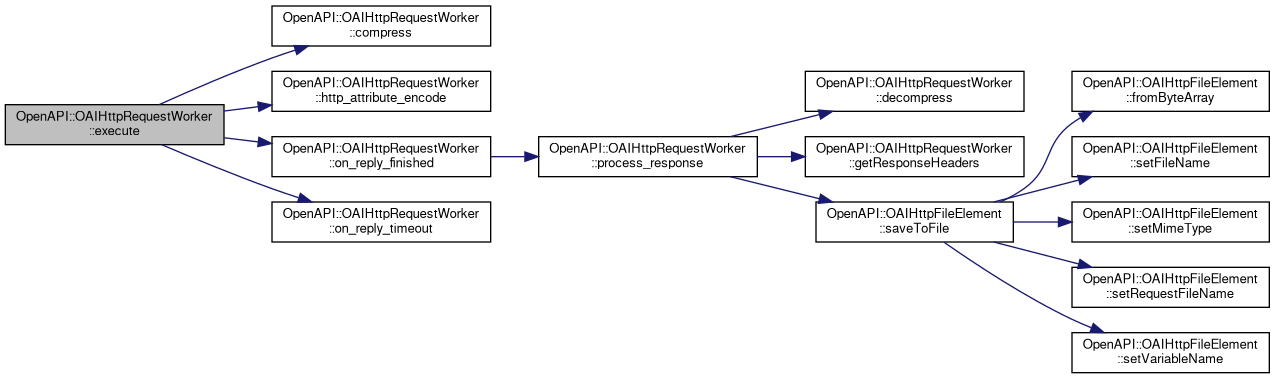 OpenAPI::OAIHttpRequestWorker
::execute
OpenAPI::OAIHttpRequestWorker
::compress
OpenAPI::OAIHttpRequestWorker
::http_attribute_encode
OpenAPI::OAIHttpRequestWorker
::on_reply_finished
OpenAPI::OAIHttpRequestWorker
::on_reply_timeout
OpenAPI::OAIHttpRequestWorker
::process_response
OpenAPI::OAIHttpRequestWorker
::decompress
OpenAPI::OAIHttpRequestWorker
::getResponseHeaders
OpenAPI::OAIHttpFileElement
::saveToFile
OpenAPI::OAIHttpFileElement
::fromByteArray
OpenAPI::OAIHttpFileElement
::setFileName
OpenAPI::OAIHttpFileElement
::setMimeType
OpenAPI::OAIHttpFileElement
::setRequestFileName
OpenAPI::OAIHttpFileElement
::setVariableName